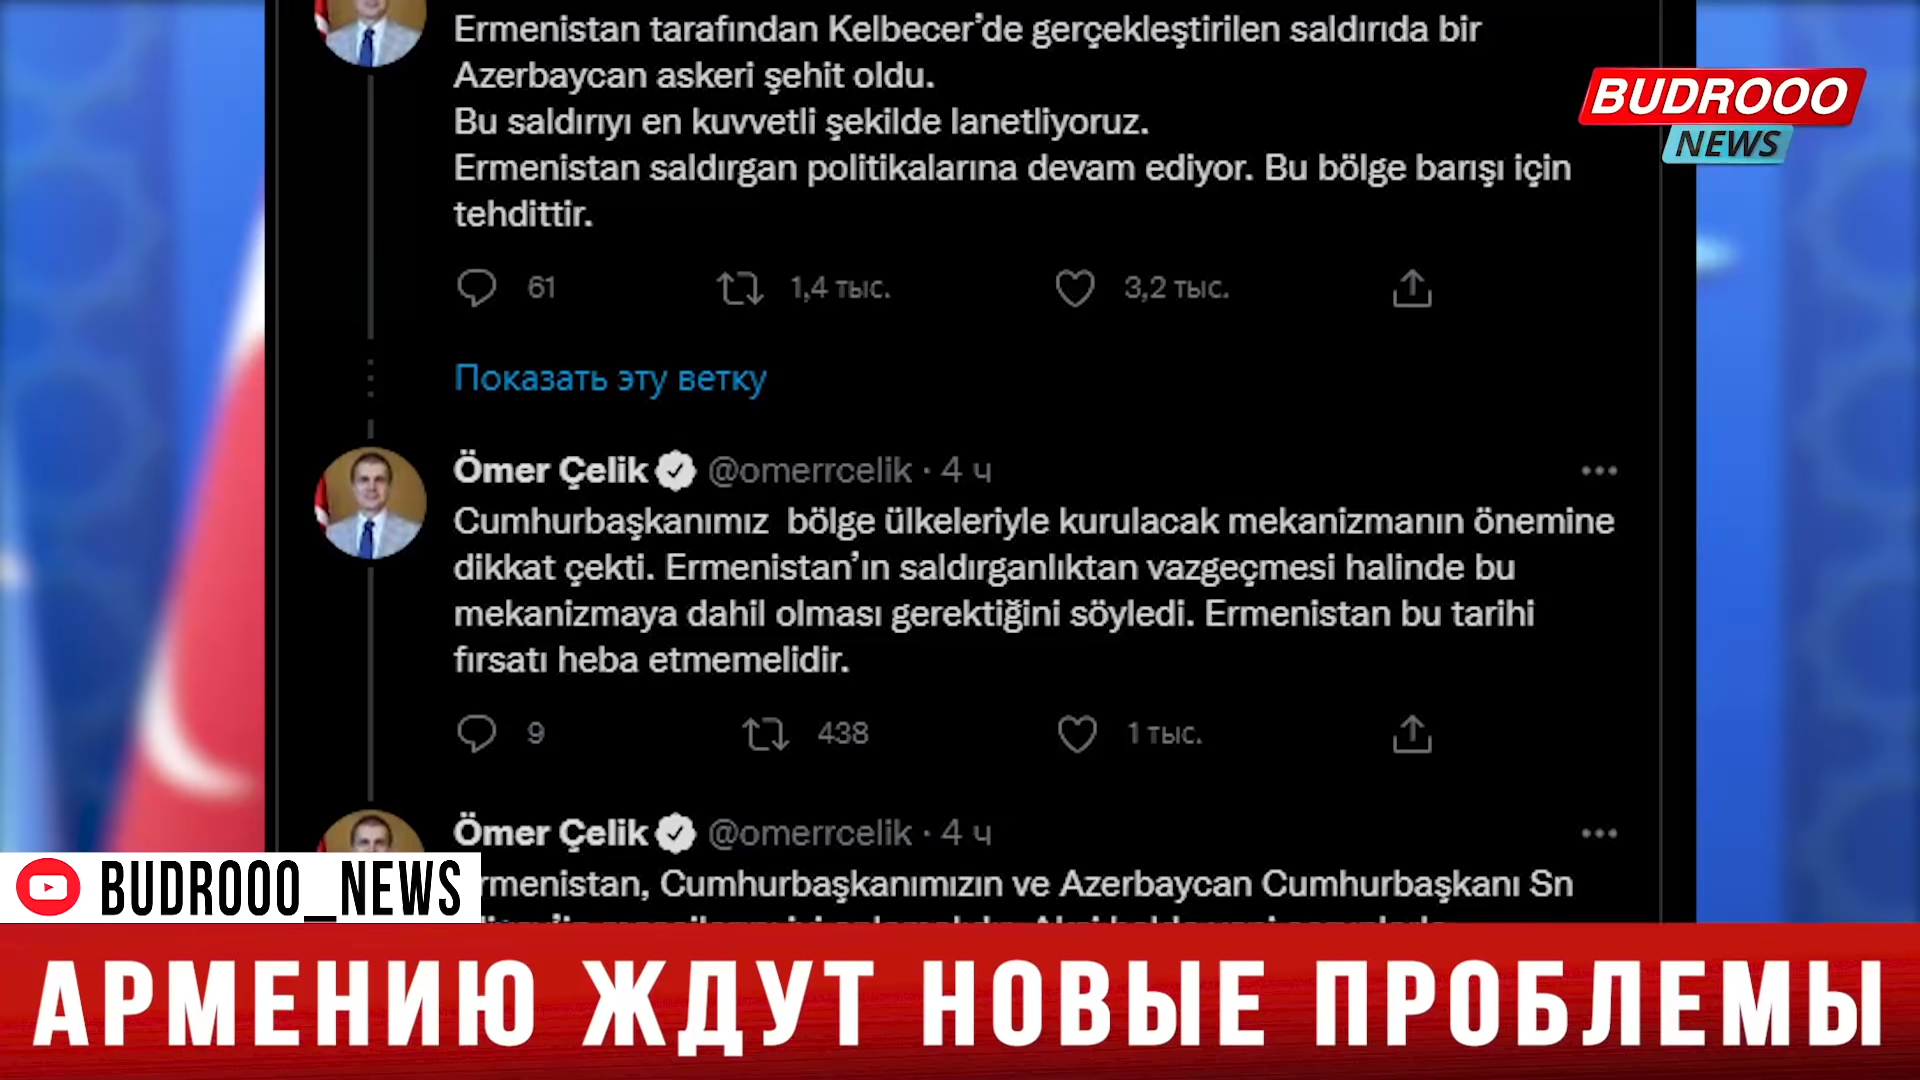 Ermenistan tarafından Kelbecer’de gerçekleştirilen saldırıda bir
Azerbaycan askeri şehit oldu.
Bu saldırıyı en kuvvetli şekilde lanetliyoruz.
Ermenistan saldırgan politikalarına devam ediyor. Bu bölge barışı için
tehdittir.
61 1,4 тыс. 3,2 тыс.
Показать эту ветку
Ömer Çelik @omerrcelik · 4 ч
Cumhurbaşkanımız bölge ülkeleriyle kurulacak mekanizmanın önemine
dikkat çekti. Ermenistan’ın saldırganlıktan vazgeçmesi halinde bu
mekanizmaya dahil olması gerektiğini söyledi. Ermenistan bu tarihi
fırsatı heba etmemelidir.
9 438 1 тыс.
Ömer Çelik @omerrcelik · 4 ч
rmenistan, Cumhurbaşkanımızın ve Azerbaycan Cumhurbaşkanı Sn
BUDROOO
NEWS
BUDROOO_NEWS
АРМЕНИЮ ЖДУТ НОВЫЕ ПРОБЛЕМЫ